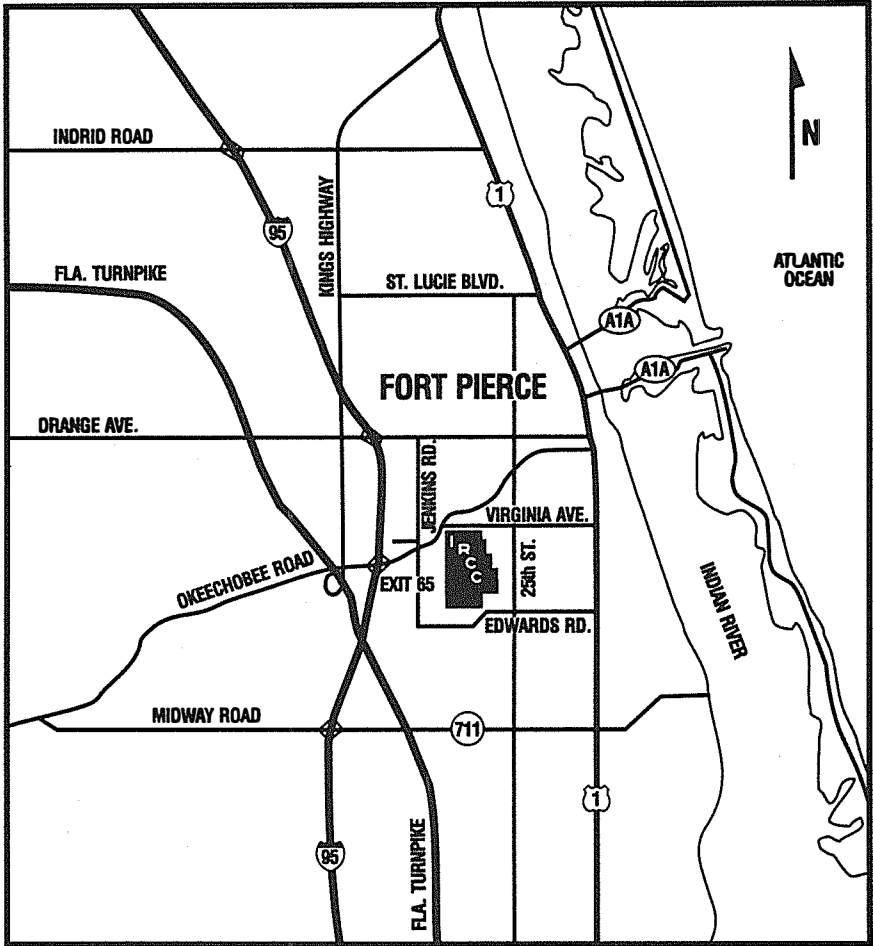 INDRID ROAD
N
1
KINGS HIGHWAY
95
ATLANTIC
OCEAN
FLA. TURNPIKE
ST. LUCIE BLVD.
A1A
A1A
FORT PIERCE
ORANGE AVE.
JENKINS RD.
VIRGINIA AVE.
IRCC
25th ST.
OKEECHOBEE ROAD
EXIT 65
INDIAN RIVER
EDWARDS RD.
MIDWAY ROAD
711
1
FLA. TURNPIKE
95